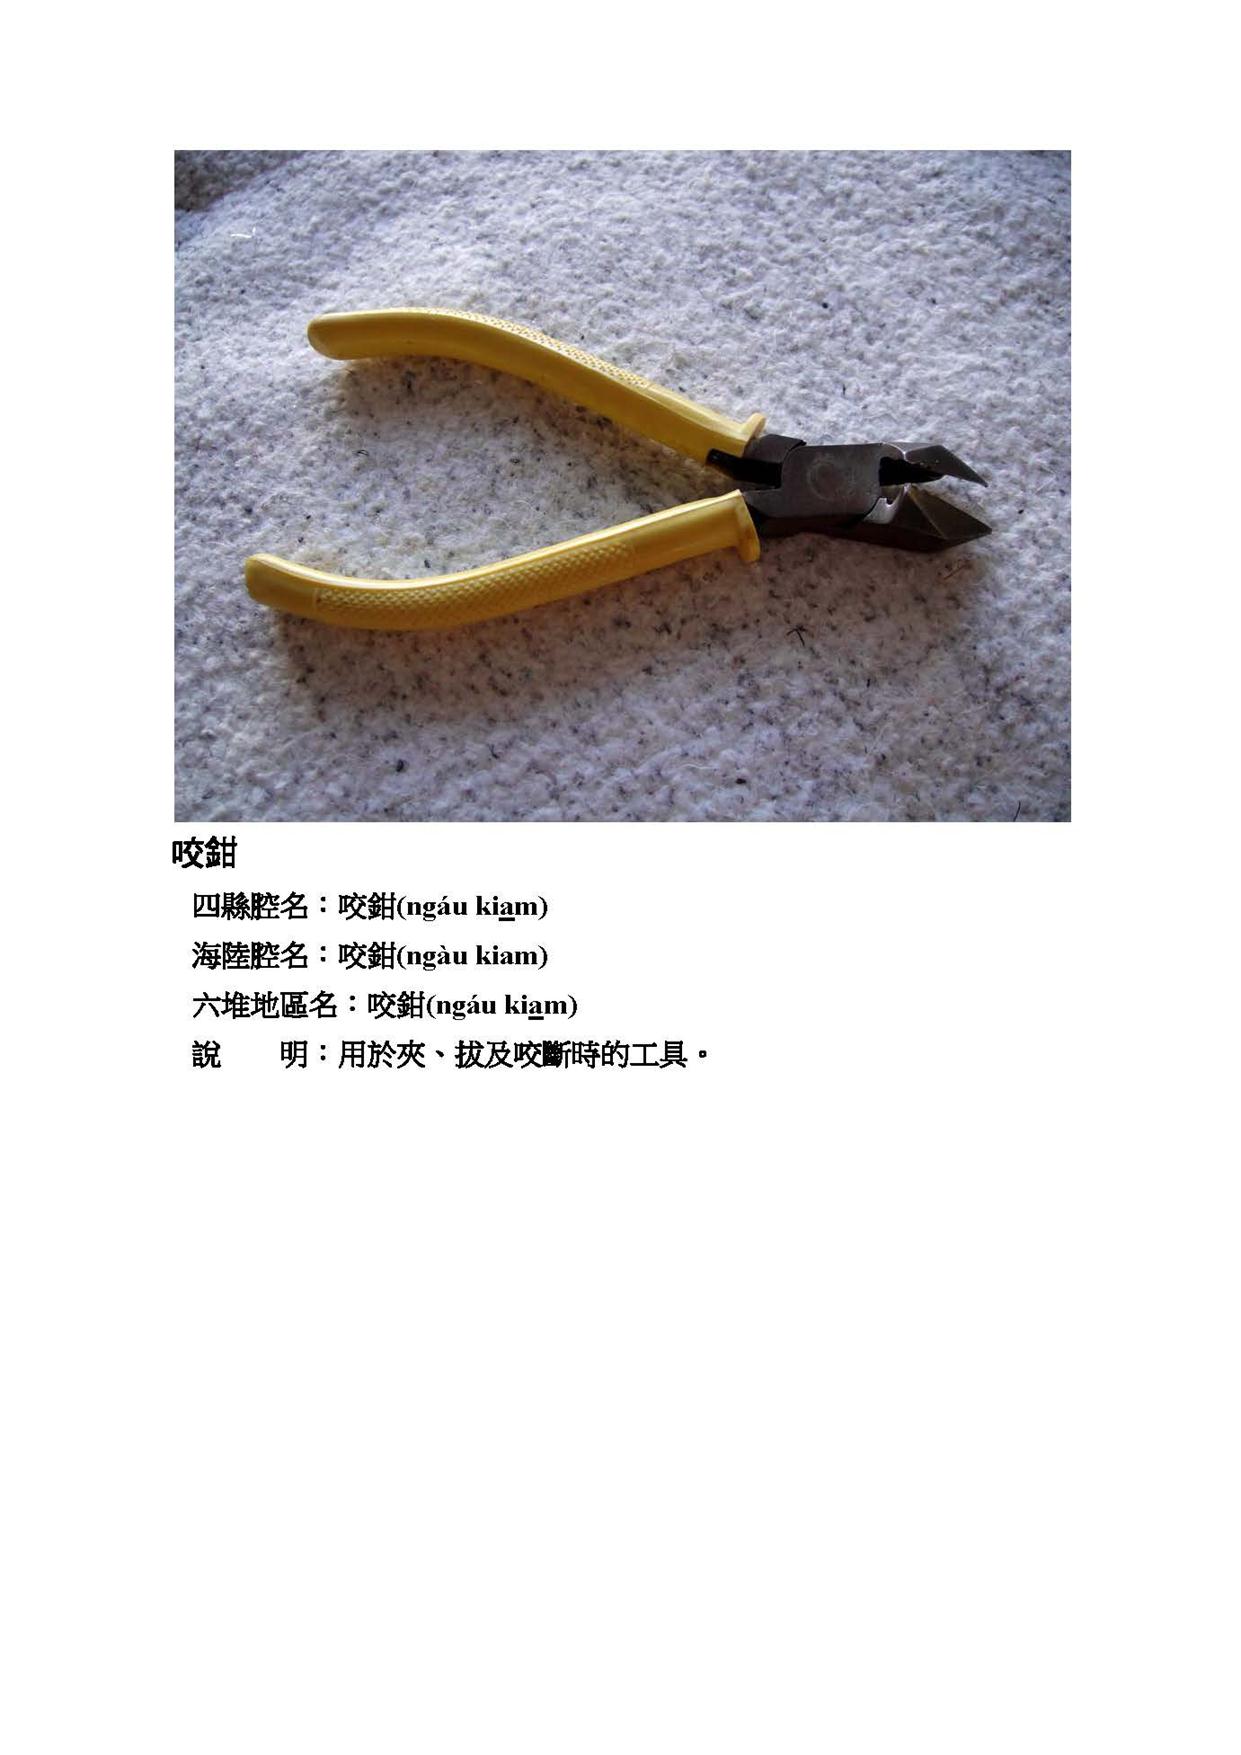 咬鉗
四縣腔名：咬鉗(ngáu kia̲m)
海陸腔名：咬鉗(ngàu kiam)
六堆地區名：咬鉗(ngáu kia̲m)
說　　明：用於夾、拔及咬斷時的工具。